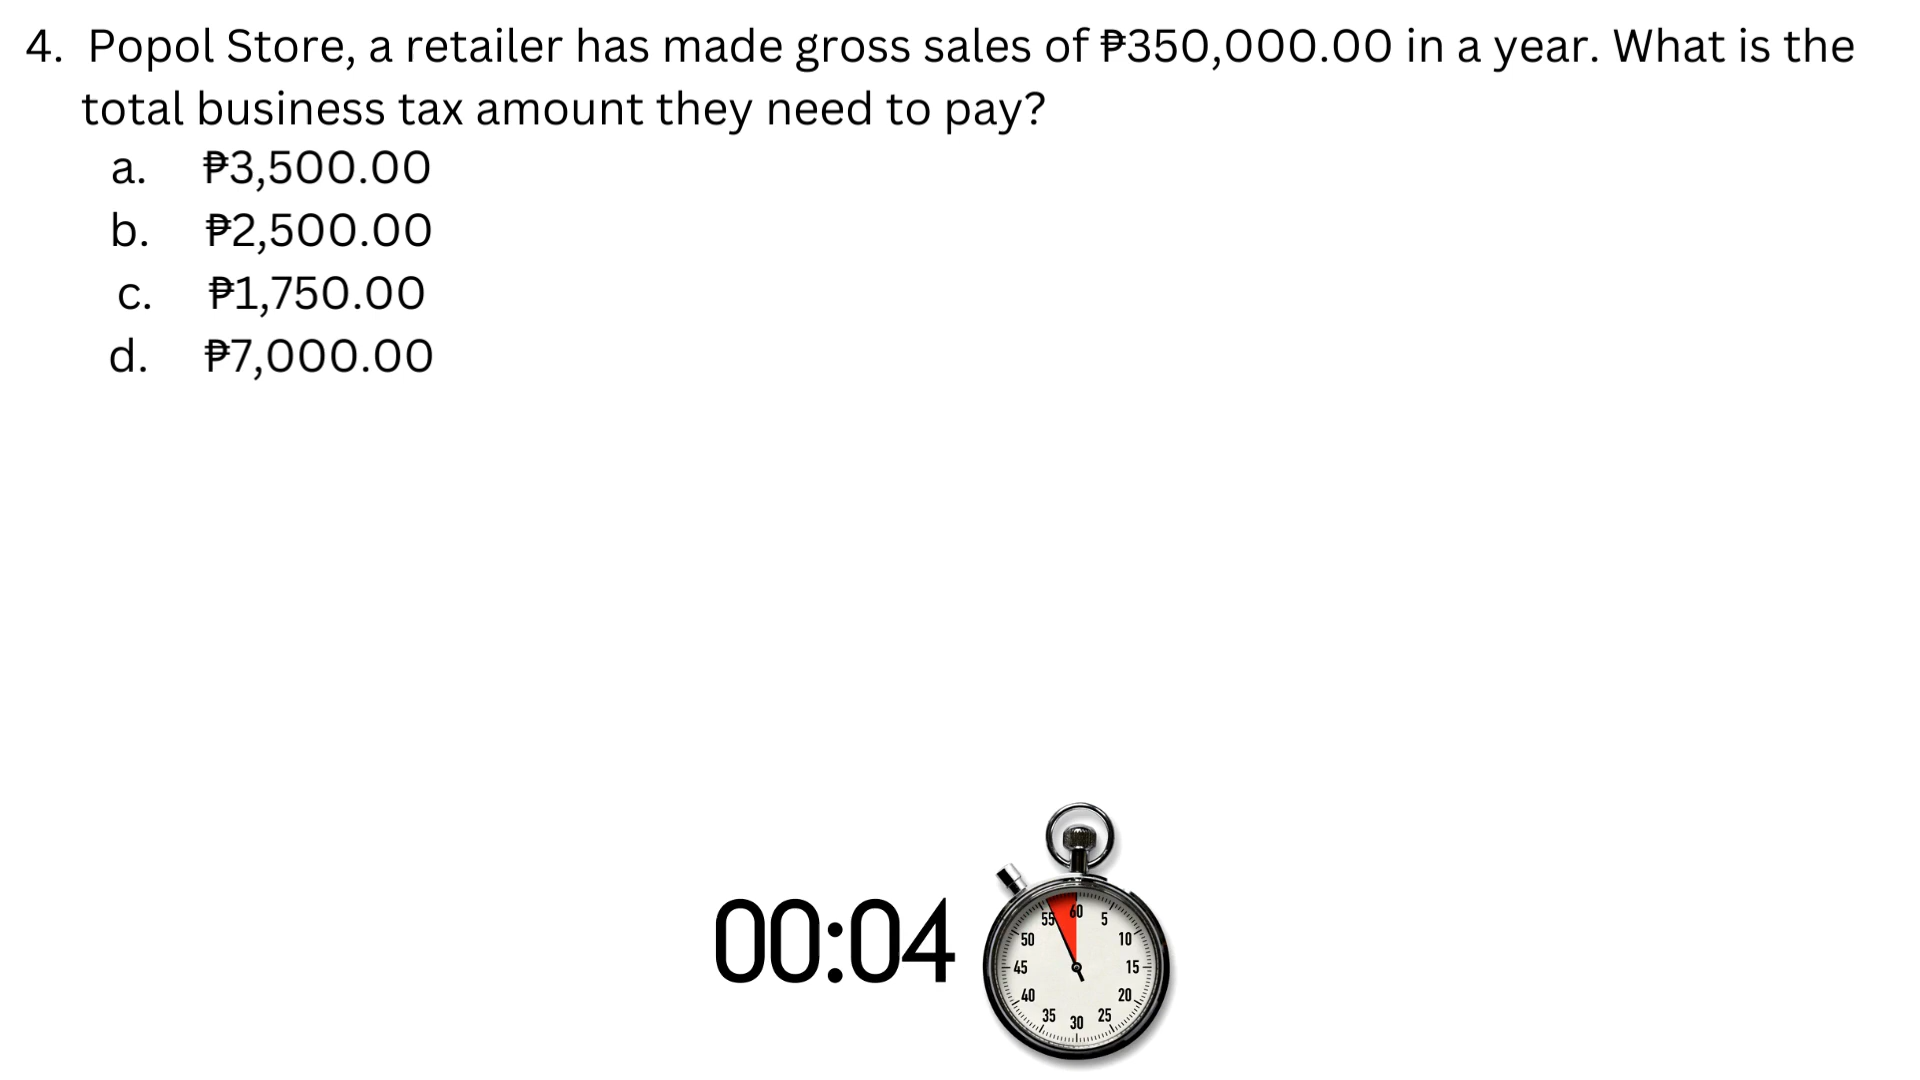 4. Popol Store, a retailer has made gross sales of ₱350,000.00 in a year. What is the
total business tax amount they need to pay?
a. ₱3,500.00
b. ₱2,500.00
c. ₱1,750.00
d. ₱7,000.00
00:04
60
5
10
15
20
25
30
35
40
45
50
55